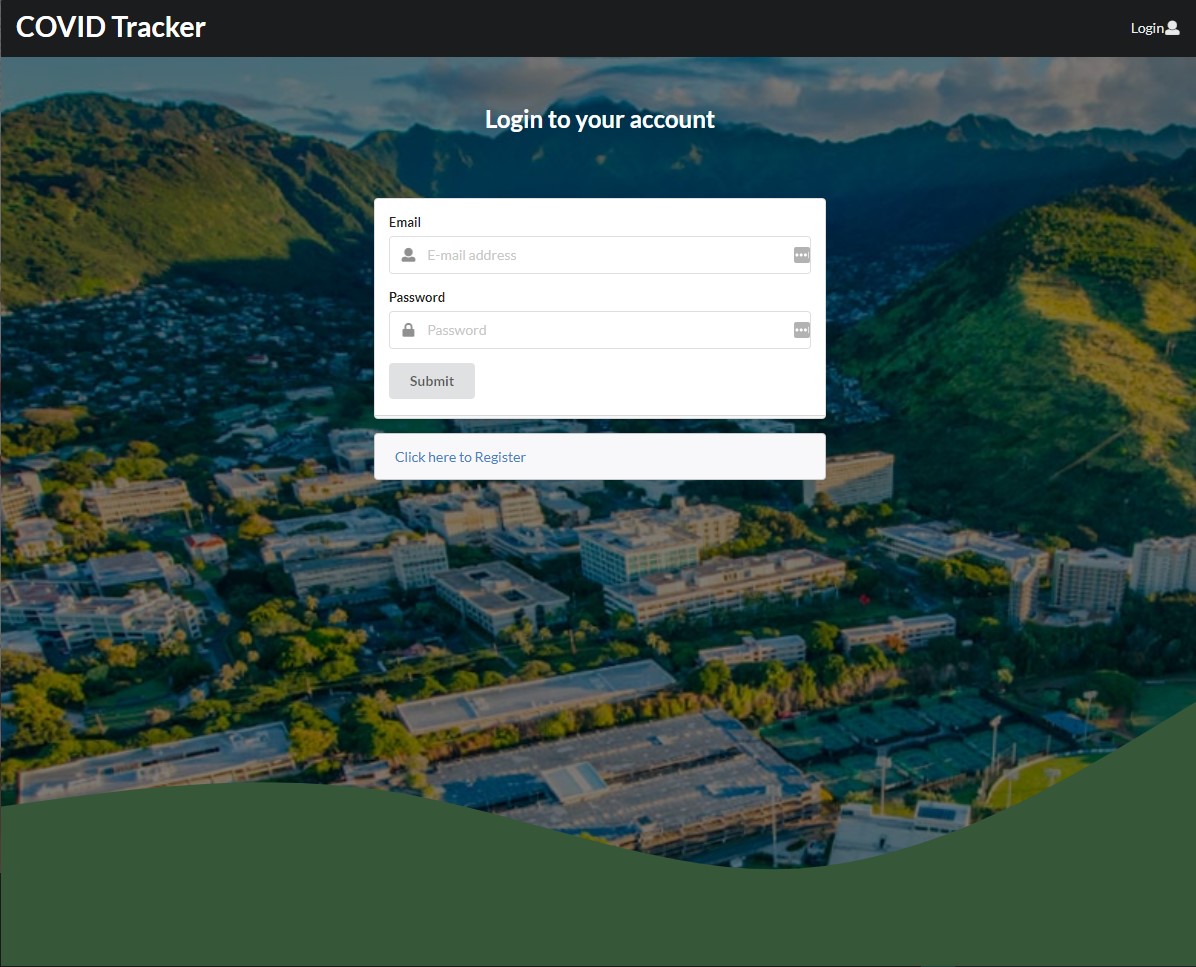 COVID Tracker
Login
Login to your account
Email
E-mail address
Password
Password
Submit
Click here to Register